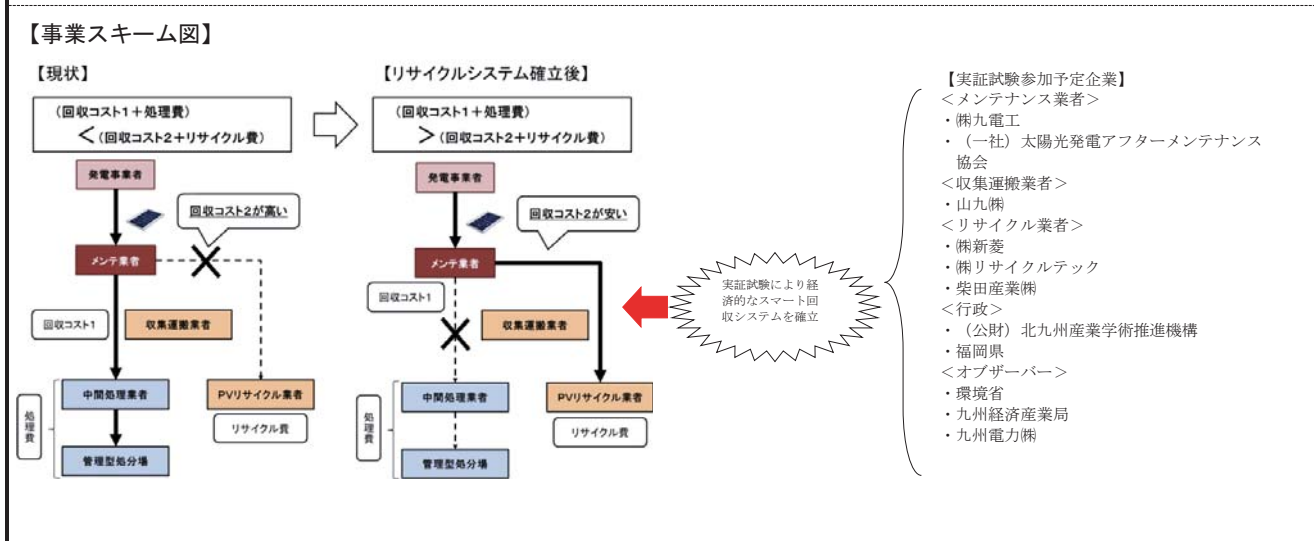 【事業スキーム図】
【現状】
(回収コスト1+処理費)
<(回収コスト2+リサイクル費)
発電事業者
回収コスト2が高い
メンテ業者
回収コスト1
収集運搬業者
中間処理業者
PVリサイクル業者
処理費
リサイクル費
管理型処分場
【リサイクルシステム確立後】
(回収コスト1+処理費)
>(回収コスト2+リサイクル費)
発電事業者
回収コスト2が安い
メンテ業者
回収コスト1
収集運搬業者
中間処理業者
PVリサイクル業者
処理費
リサイクル費
管理型処分場
実証試験により経
済的なスマート回
収システムを確立
【実証試験参加予定企業】
<メンテナンス業者>
・㈱九電工
・(一社)太陽光発電アフターメンテナンス
協会
<収集運搬業者>
・山九㈱
<リサイクル業者>
・㈱新菱
・㈱リサイクルテック
・柴田産業㈱
<行政>
・(公財)北九州産業学術推進機構
・福岡県
<オブザーバー>
・環境省
・九州経済産業局
・九州電力㈱